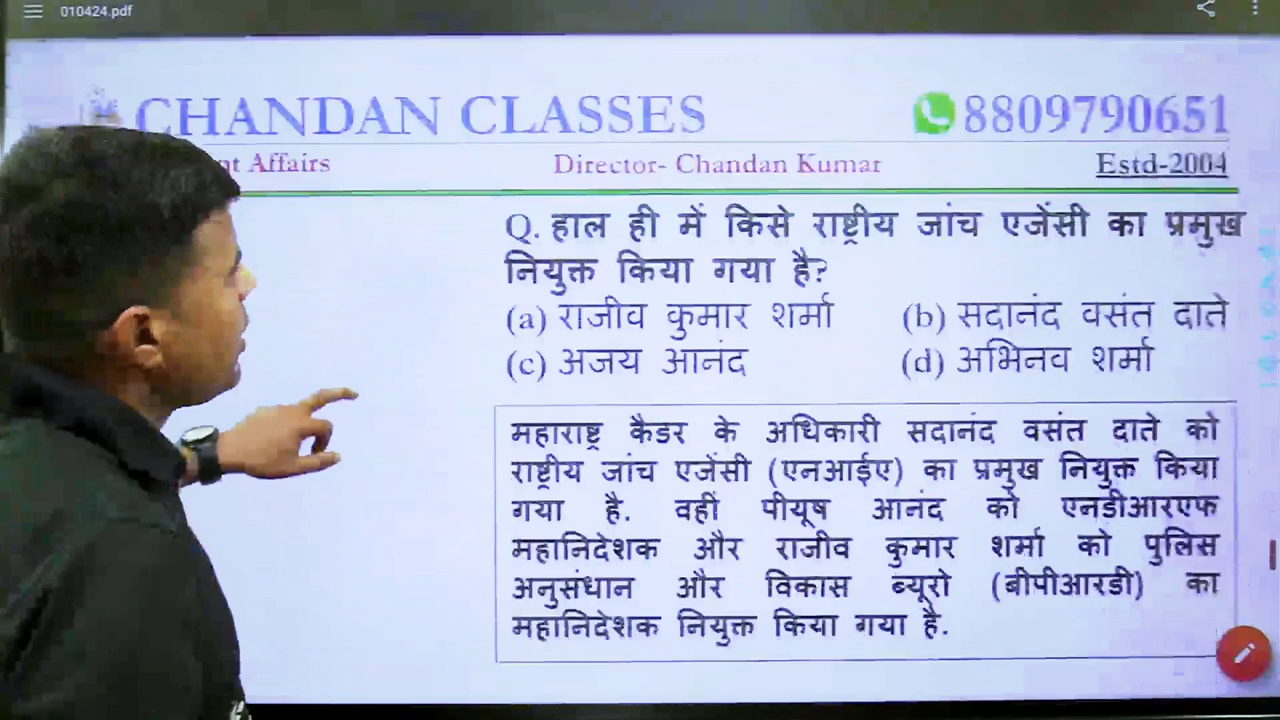 010424.pdf
CHANDAN CLASSES
8809790651
nt Affairs
Director- Chandan Kumar
Estd-2004
Q. हाल ही में किसे राष्ट्रीय जांच एजेंसी का प्रमुख
नियुक्त किया गया है?
(a) राजीव कुमार शर्मा (b) सदानंद वसंत दाते
(c) अजय आनंद (d) अभिनव शर्मा
महाराष्ट्र कैडर के अधिकारी सदानंद वसंत दाते को
राष्ट्रीय जांच एजेंसी (एनआईए) का प्रमुख नियुक्त किया
गया है. वहीं पीयूष आनंद को एनडीआरएफ
महानिदेशक और राजीव कुमार शर्मा को पुलिस
अनुसंधान और विकास ब्यूरो (बीपीआरडी) का
महानिदेशक नियुक्त किया गया है.